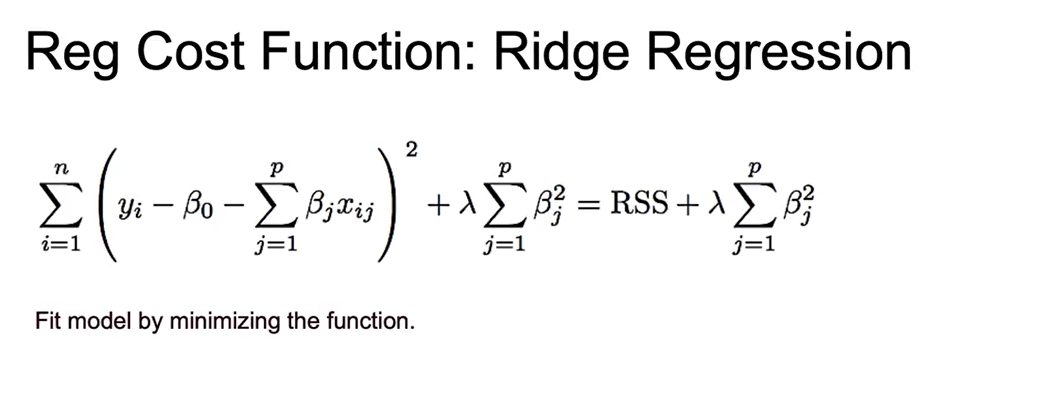 Reg Cost Function: Ridge Regression
$$\sum_{i=1}^{n} \left( y_i - \beta_0 - \sum_{j=1}^{p} \beta_j x_{ij} \right)^2 + \lambda \sum_{j=1}^{p} \beta_j^2 = \text{RSS} + \lambda \sum_{j=1}^{p} \beta_j^2$$
Fit model by minimizing the function.